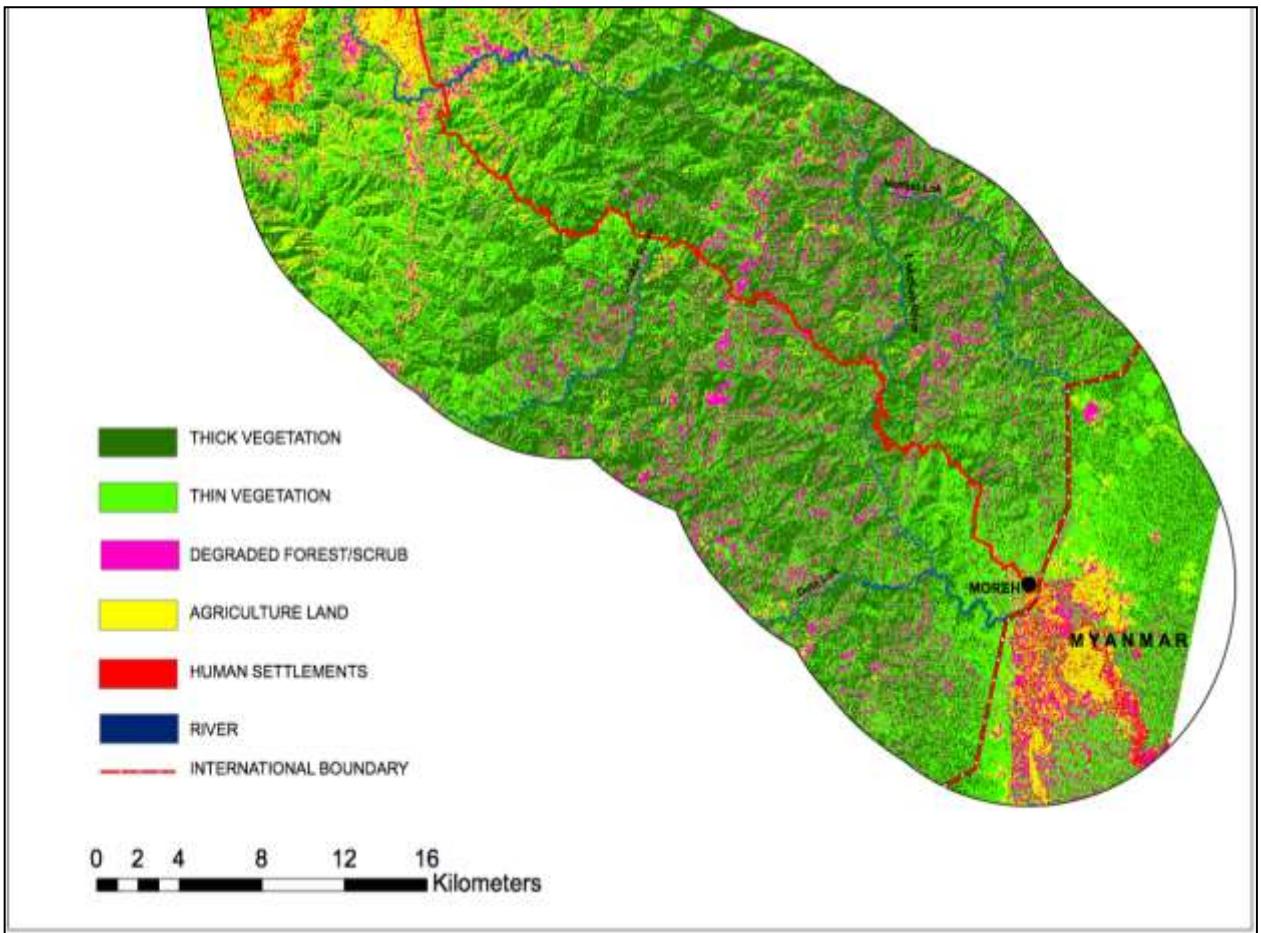 THICK VEGETATION
THIN VEGETATION
DEGRADED FOREST/SCRUB
AGRICULTURE LAND
HUMAN SETTLEMENTS
RIVER
INTERNATIONAL BOUNDARY
MOREH
MYANMAR
0 2 4 8 12 16
Kilometers